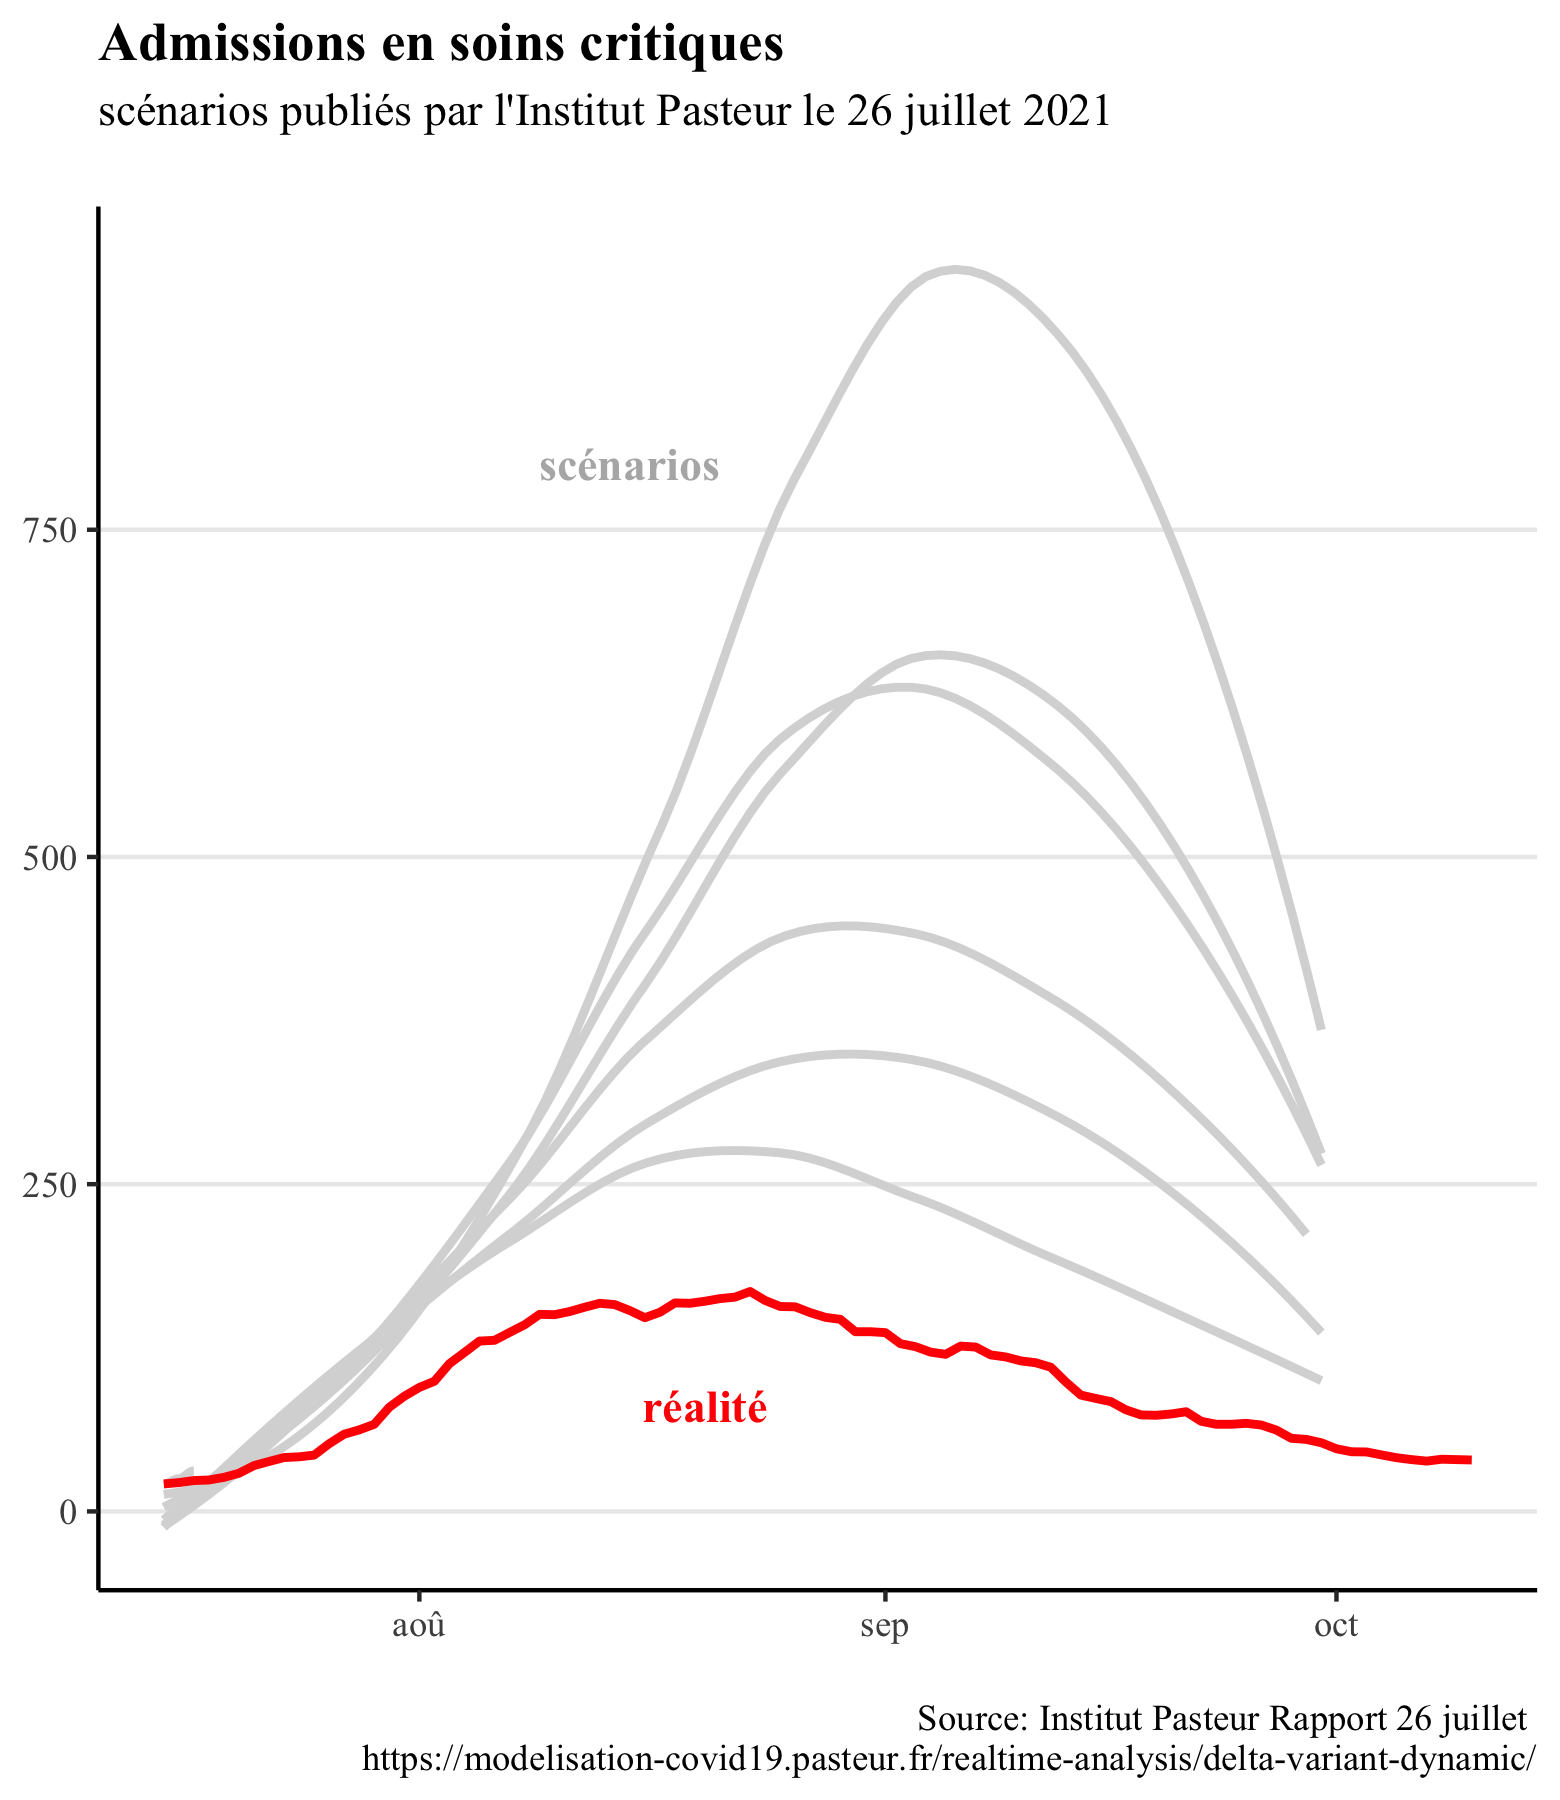 Admissions en soins critiques
scénarios publiés par l'Institut Pasteur le 26 juillet 2021
scénarios
750
500
250
réalité
0
aoû sep oct
Source: Institut Pasteur Rapport 26 juillet
https://modelisation-covid19.pasteur.fr/realtime-analysis/delta-variant-dynamic/